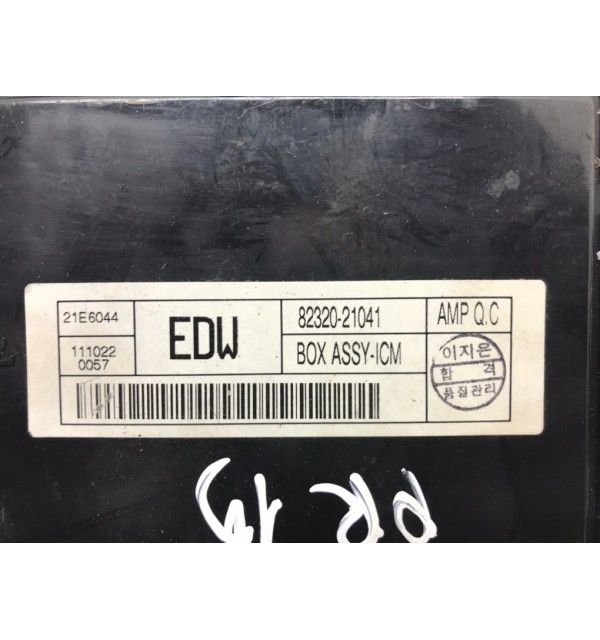 21E6044
EDW
82320-21041
AMP Q.C
111022
0057
BOX ASSY-ICM
이지은
합 격
품질관리